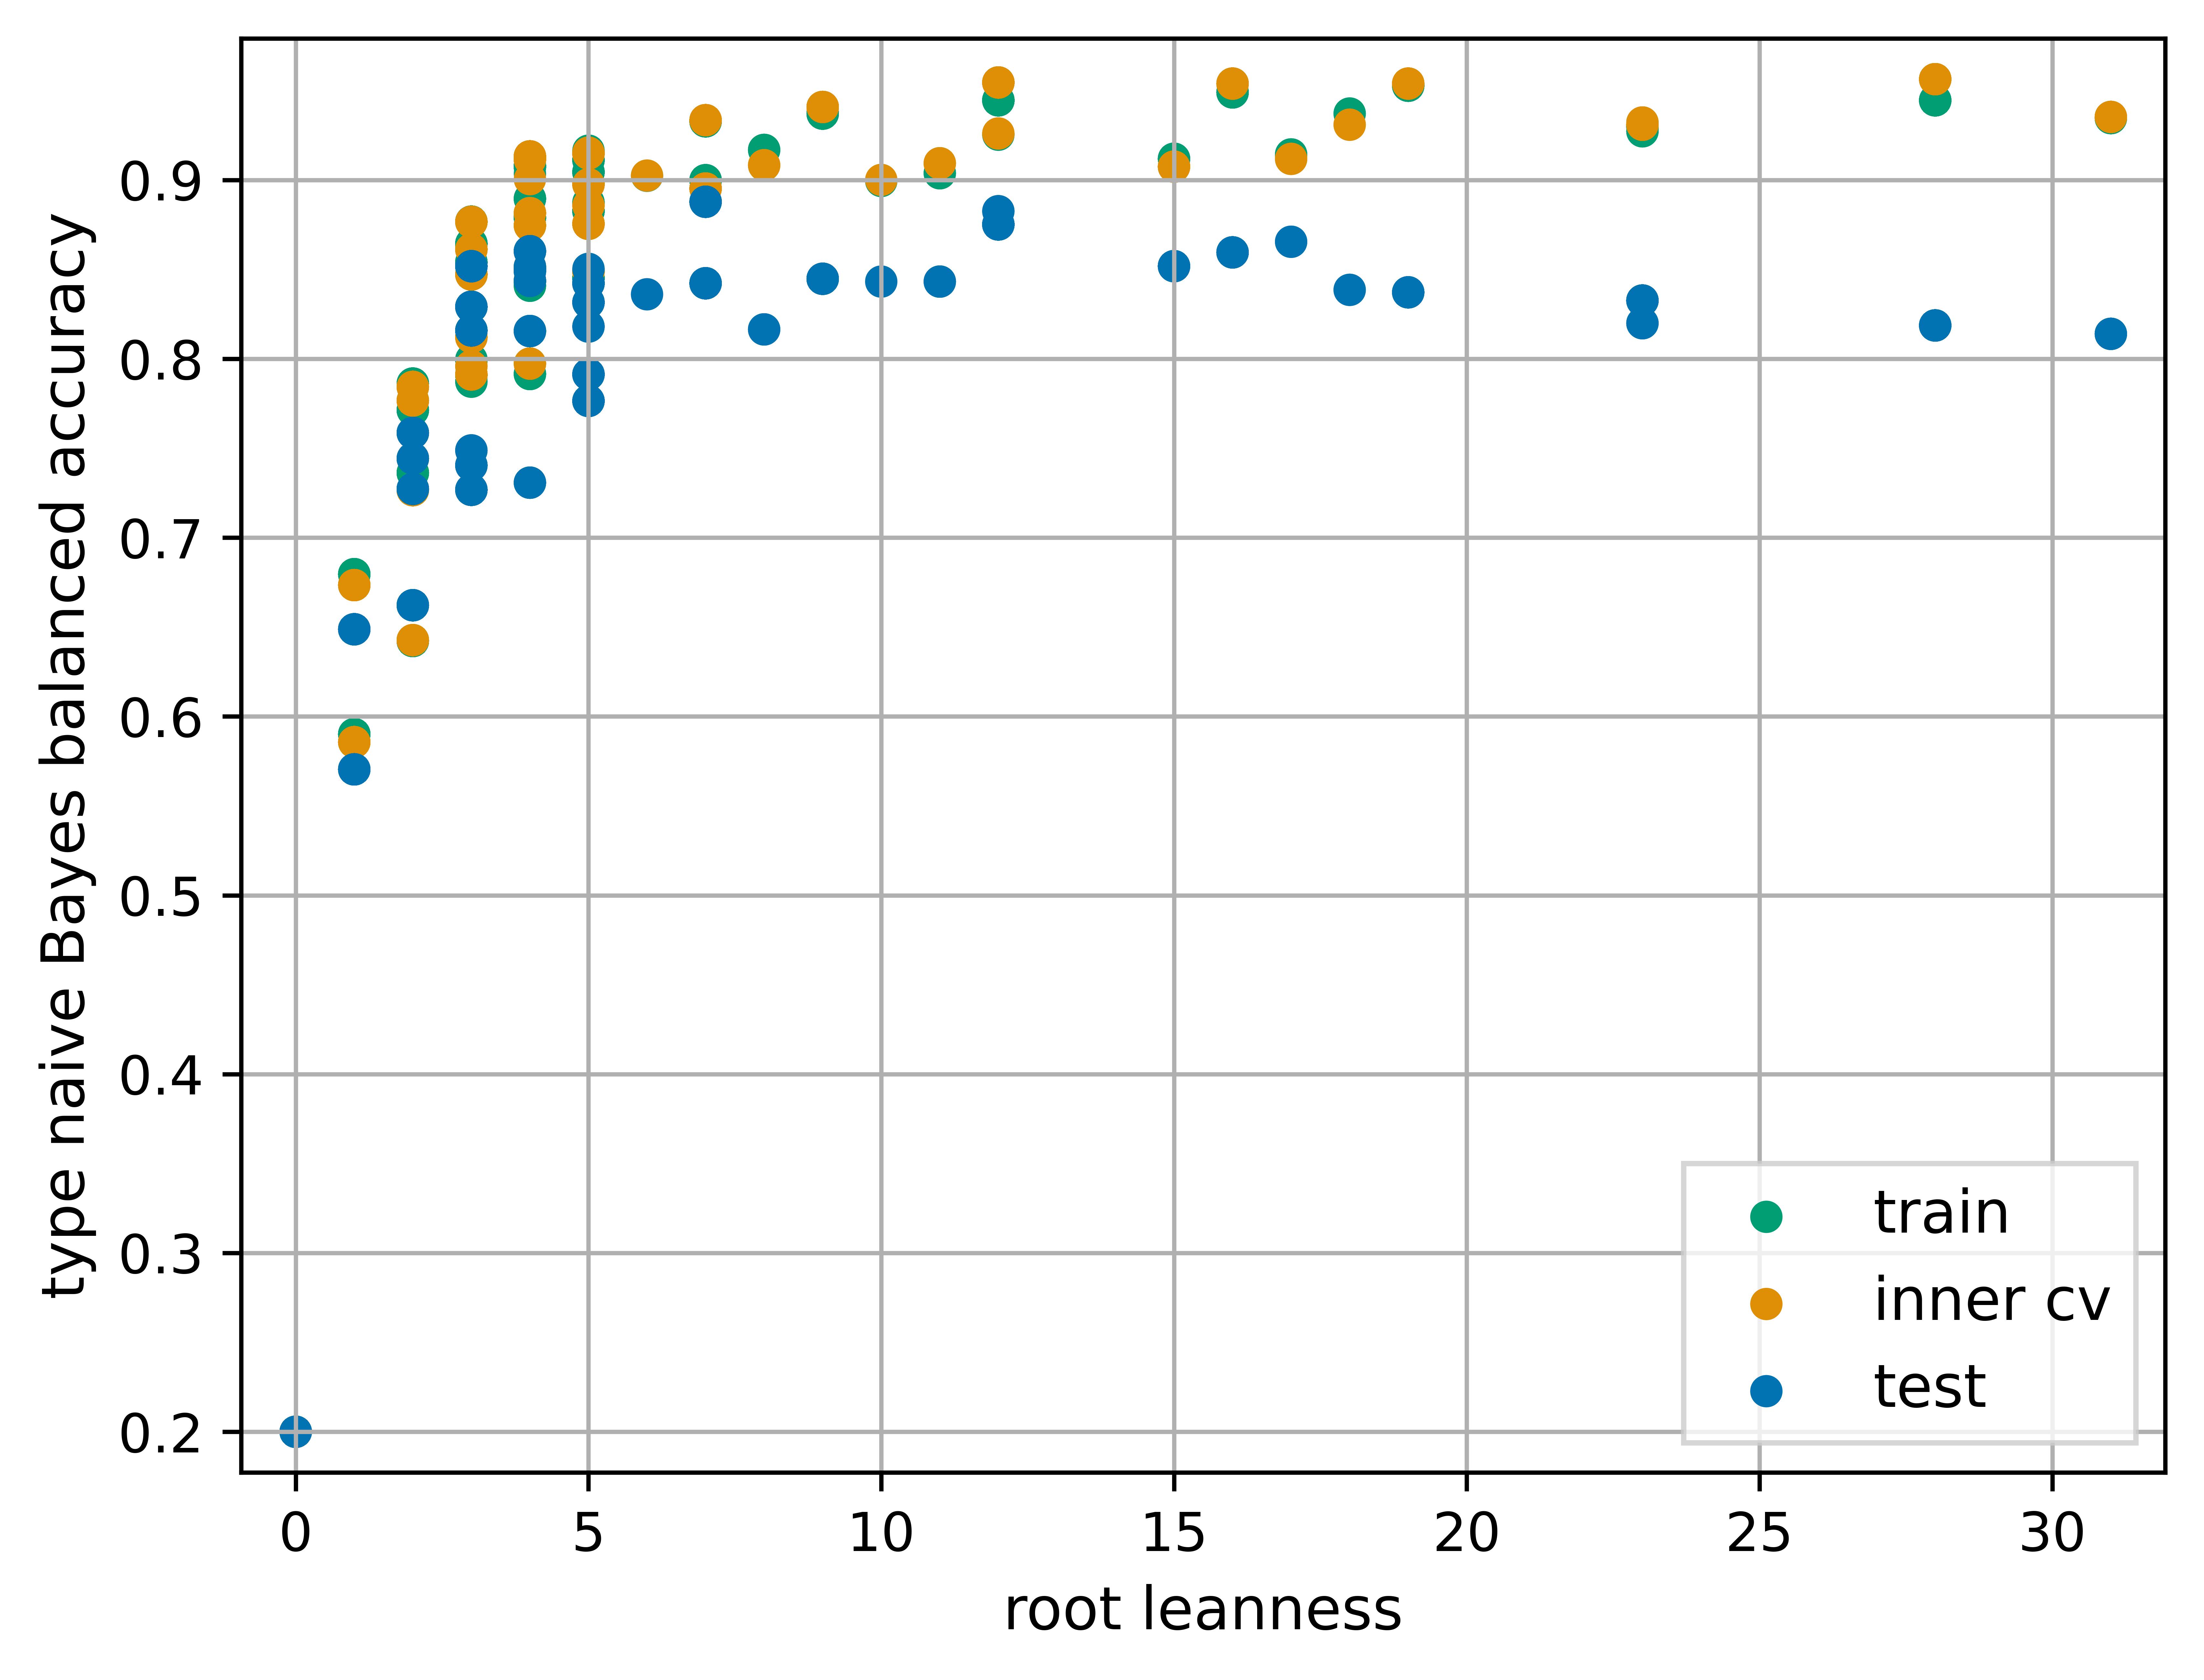 type naive Bayes balanced accuracy
0.9
0.8
0.7
0.6
0.5
0.4
0.3
0.2
0 5 10 15 20 25 30
root leanness
train
inner cv
test